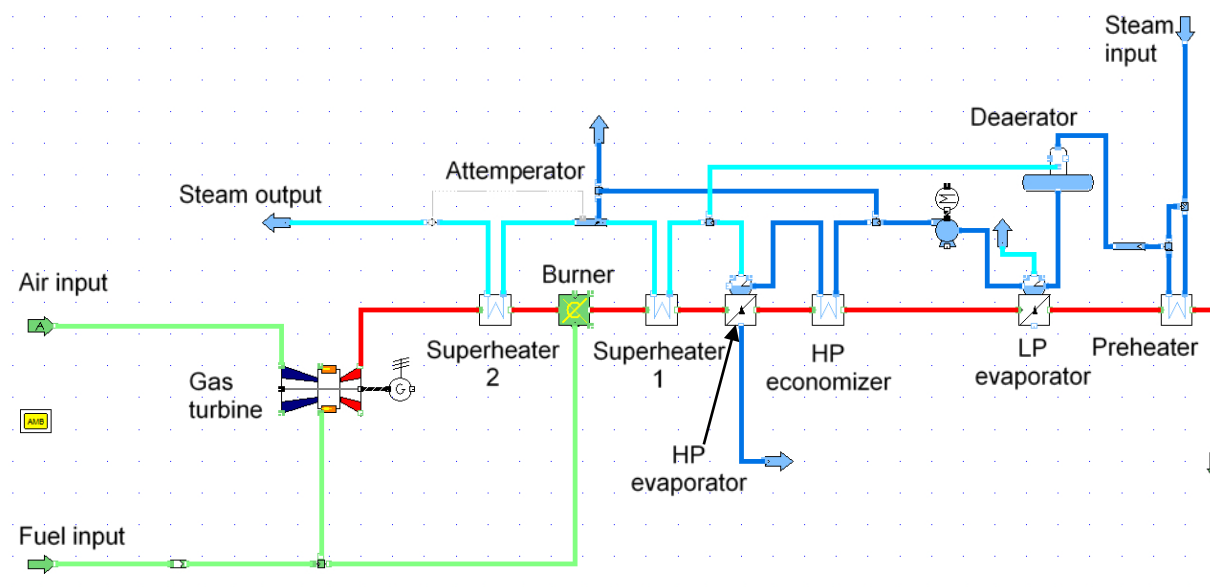 Steam
input
Deaerator
Attemperator
Steam output
M
Burner
Air input
A
Superheater
2
Superheater
1
HP
economizer
LP
evaporator
Preheater
Gas
turbine
G
AMB
HP
evaporator
Fuel input